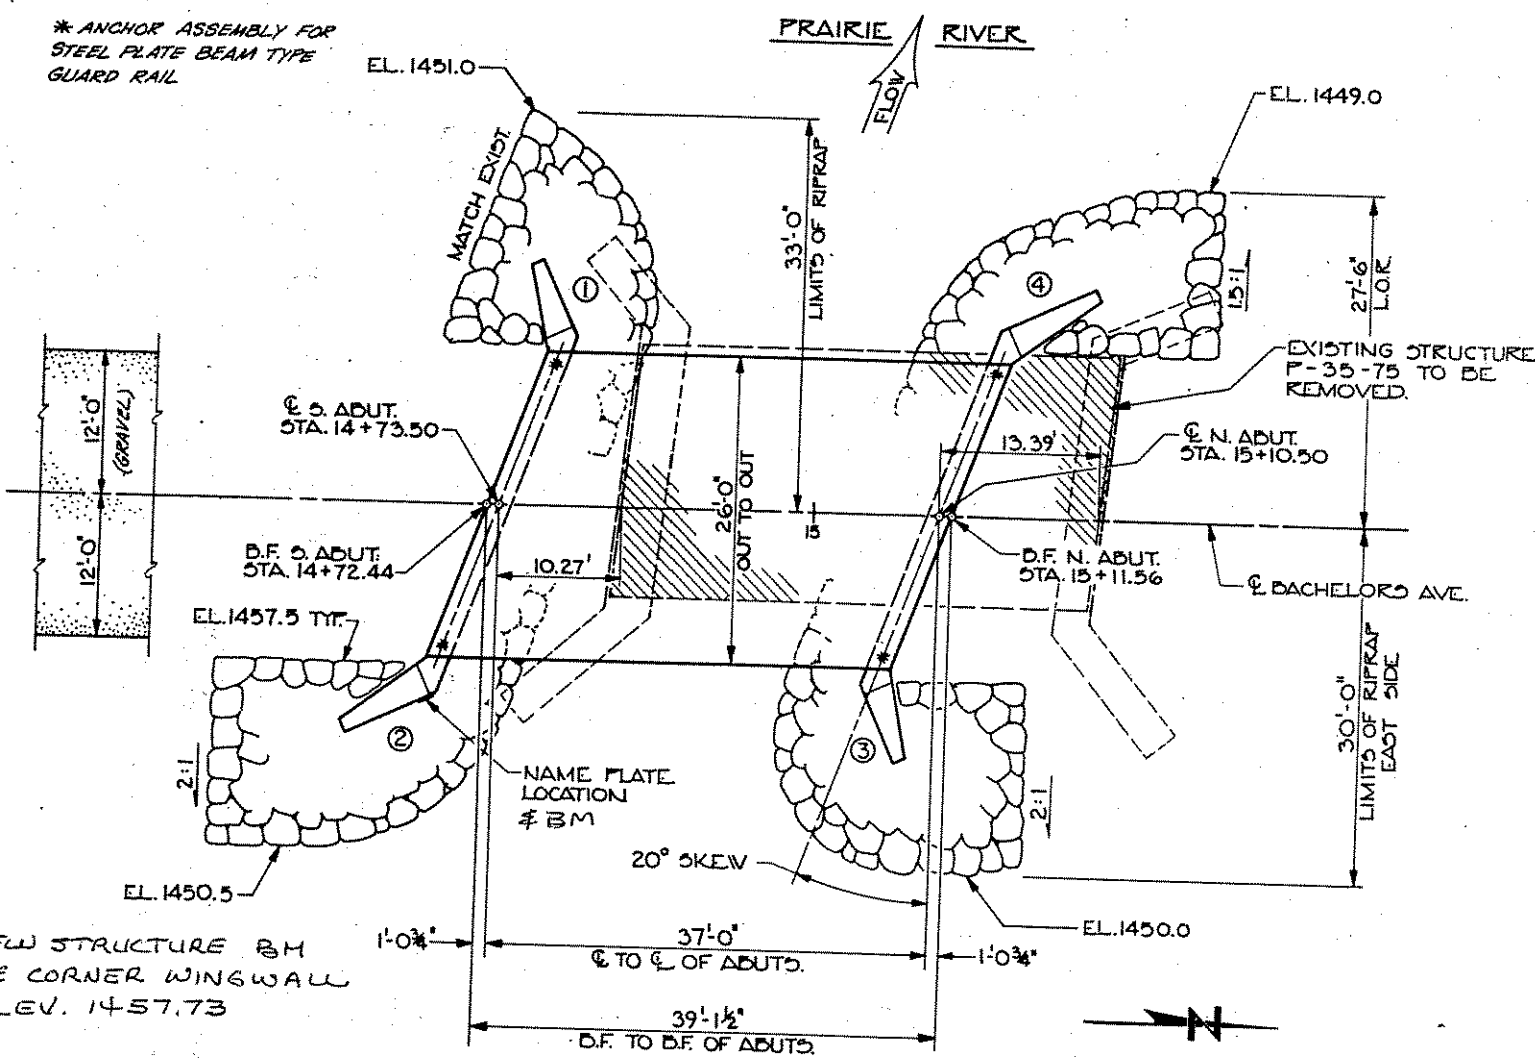 * ANCHOR ASSEMBLY FOR
STEEL PLATE BEAM TYPE
GUARD RAIL
PRAIRIE RIVER
FLOW
EL. 1451.0
EL. 1449.0
MATCH EXIST.
33'-0"
LIMITS OF RIPRAP
27'-6"
L.O.R.
1.5:1
①
④
EXISTING STRUCTURE
P-35-75 TO BE
REMOVED.
12'-0"
(GRAVEL)
12'-0"
℄ S. ABUT.
STA. 14+73.50
13.39'
℄ N. ABUT.
STA. 15+10.50
26'-0"
OUT TO OUT
15
B.F. S. ABUT.
STA. 14+72.44
10.27'
B.F. N. ABUT.
STA. 15+11.56
℄ BACHELORS AVE.
EL. 1457.5 TYP.
30'-0"
LIMITS OF RIPRAP
EAST SIDE
②
③
2:1
2:1
NAME PLATE
LOCATION
& BM
20° SKEW
EL. 1450.5
EL. 1450.0
STRUCTURE BM
CORNER WINGWALL
1457.73
1'-0¾"
37'-0"
℄ TO ℄ OF ABUTS.
1'-0¾"
39'-1½"
B.F. TO B.F. OF ABUTS.
N